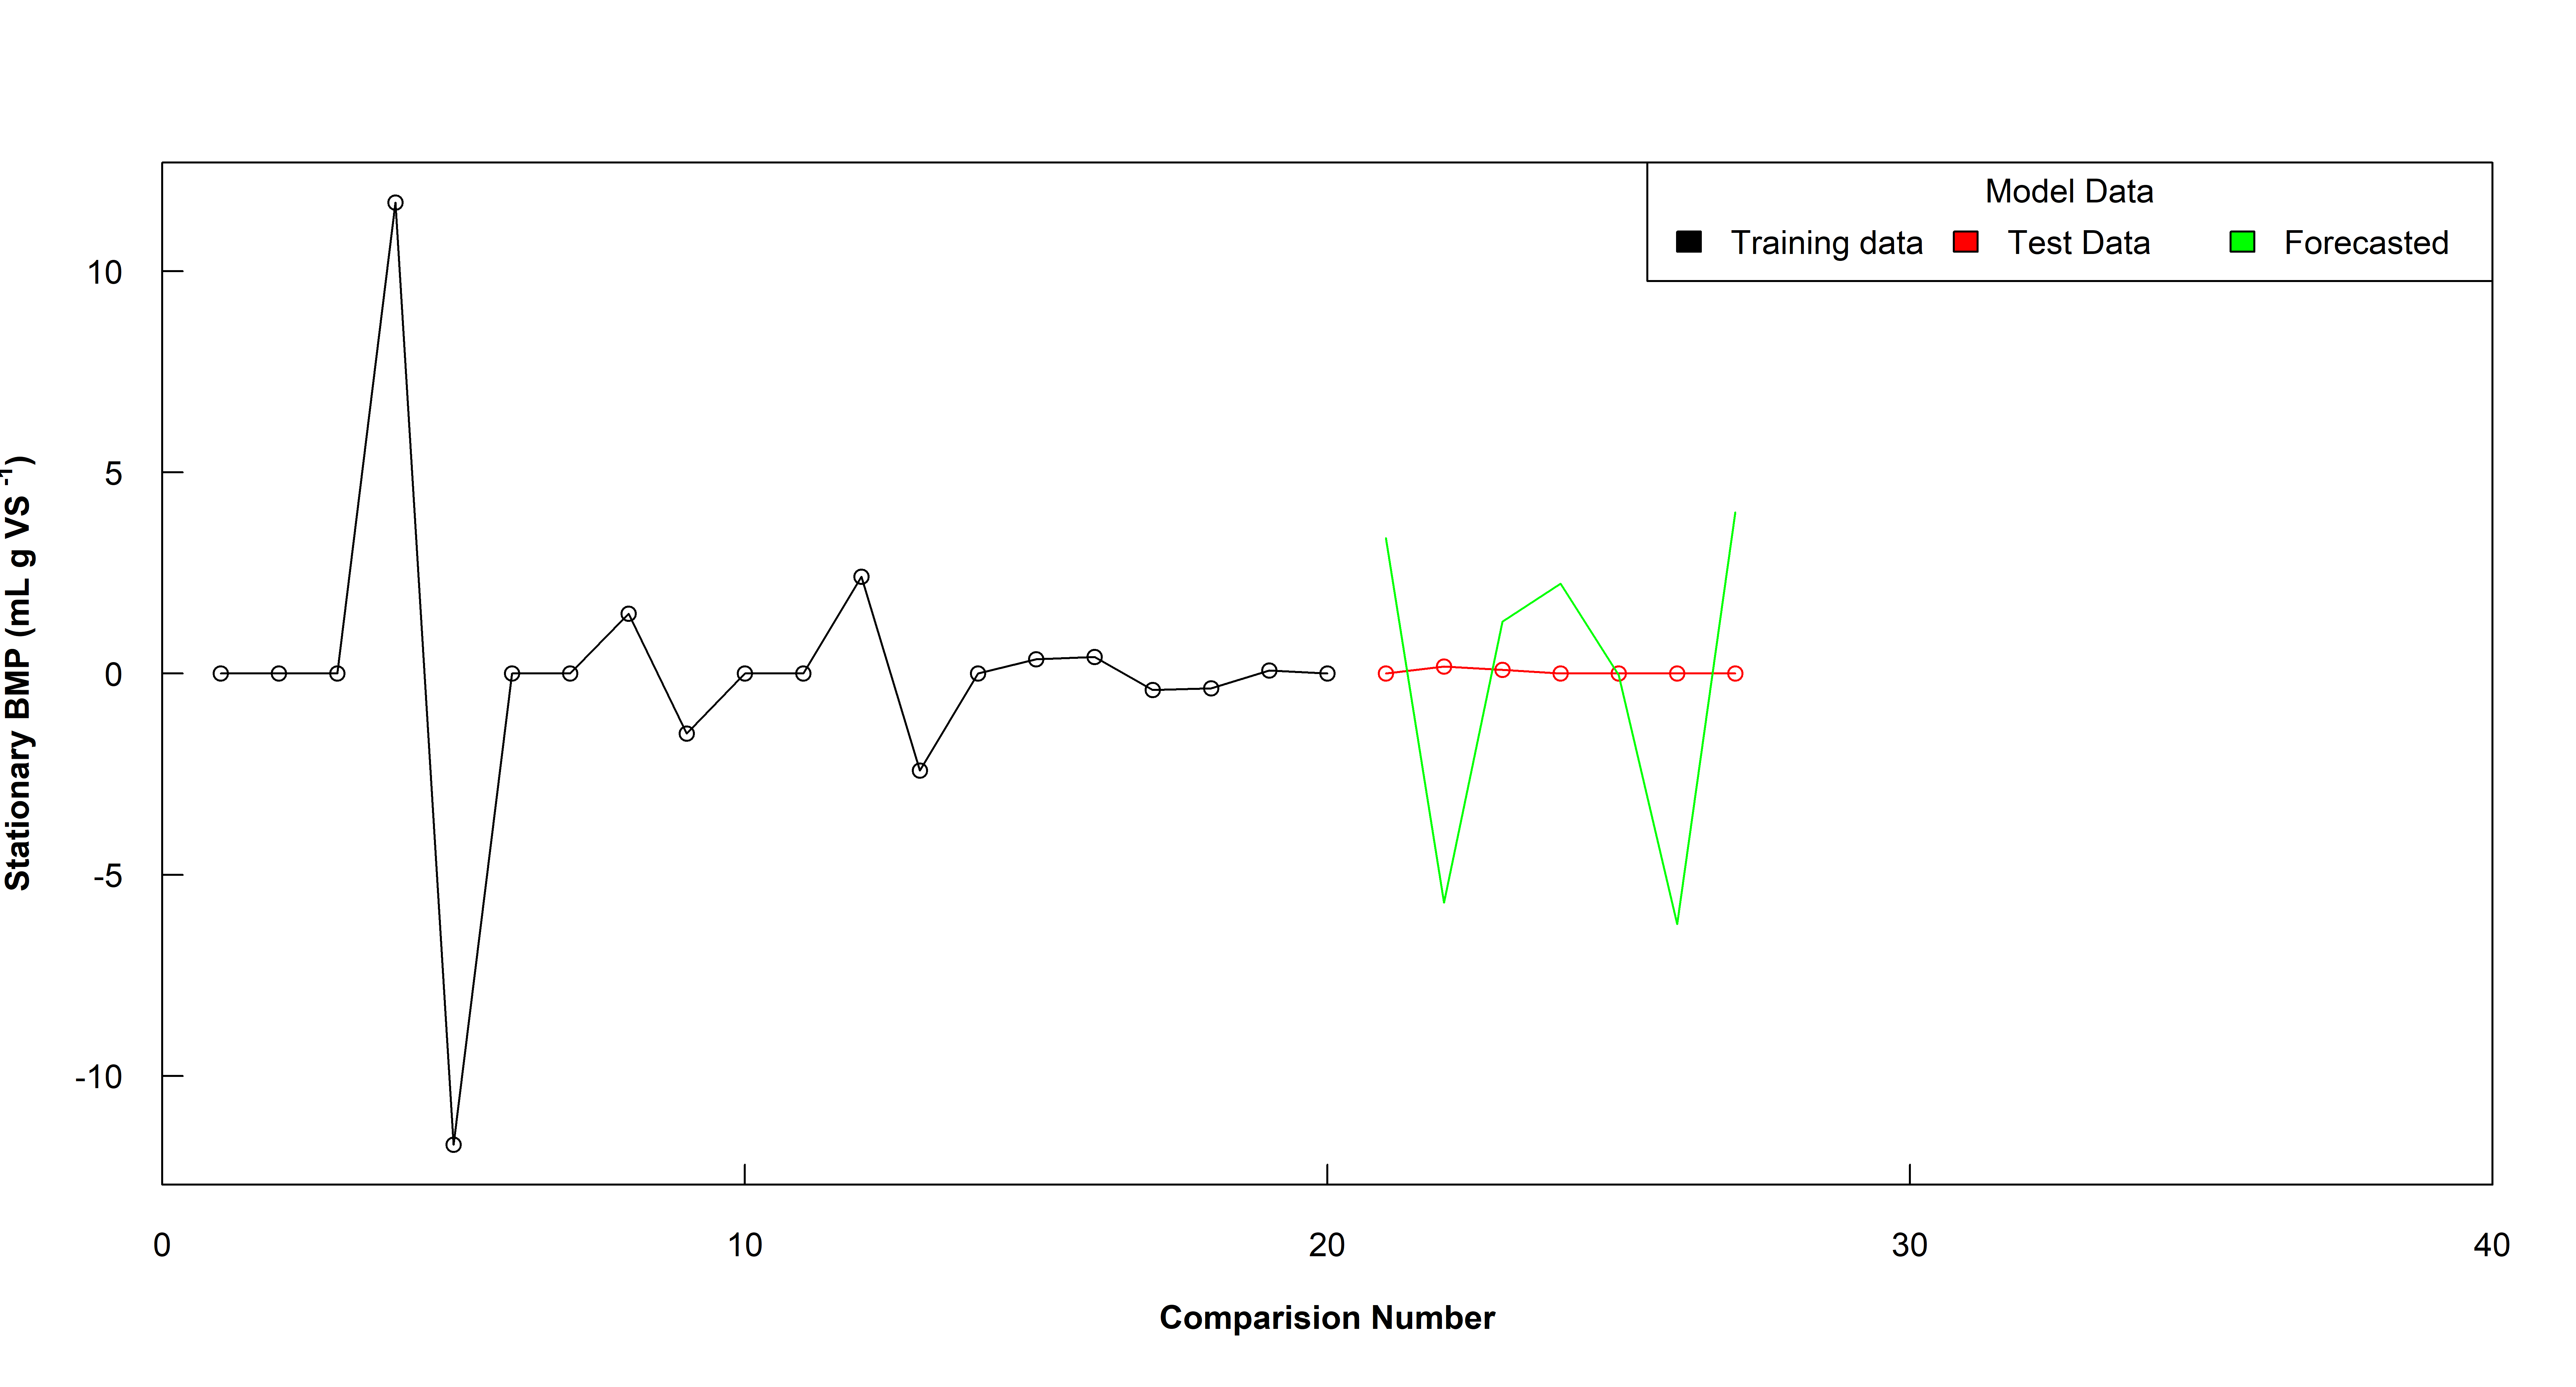 Model Data
Training data
Test Data
Forecasted
Stationary BMP (mL g VS -1)
10
5
0
-5
-10
0
10
20
30
40
Comparision Number